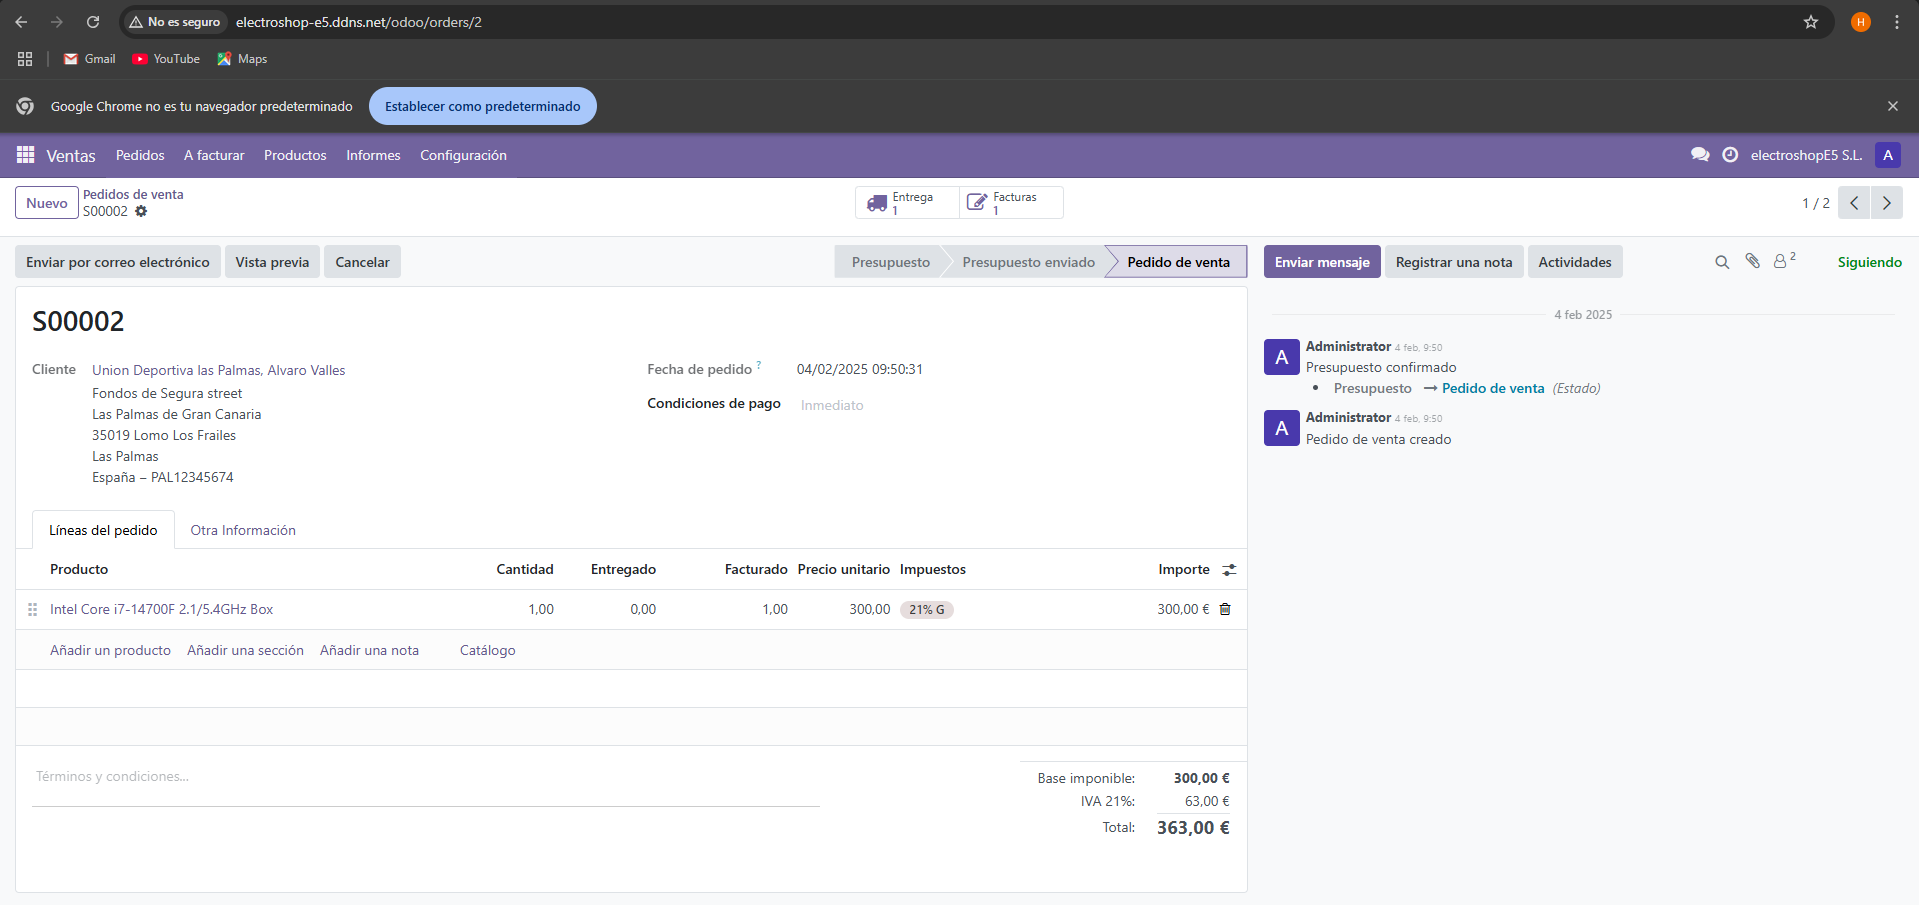 No es seguro electroshop-e5.ddns.net/odoo/orders/2 H
Gmail YouTube Maps
Google Chrome no es tu navegador predeterminado Establecer como predeterminado
Ventas Pedidos A facturar Productos Informes Configuración electroshopE5 S.L. A
Nuevo Pedidos de venta
S00002
Entrega
1
Facturas
1
1 / 2
Enviar por correo electrónico Vista previa Cancelar Presupuesto Presupuesto enviado Pedido de venta
Enviar mensaje Registrar una nota Actividades 2 Siguiendo
S00002
Cliente Union Deportiva las Palmas, Alvaro Valles
Fondos de Segura street
Las Palmas de Gran Canaria
35019 Lomo Los Frailes
Las Palmas
España – PAL12345674
Fecha de pedido ? 04/02/2025 09:50:31
Condiciones de pago Inmediato
Líneas del pedido Otra Información
Producto Cantidad Entregado Facturado Precio unitario Impuestos Importe
Intel Core i7-14700F 2.1/5.4GHz Box 1,00 0,00 1,00 300,00 21% G 300,00 €
Añadir un producto Añadir una sección Añadir una nota Catálogo
Términos y condiciones...
Base imponible: 300,00 €
IVA 21%: 63,00 €
Total: 363,00 €
4 feb 2025
A Administrator 4 feb, 9:50
Presupuesto confirmado
• Presupuesto → Pedido de venta (Estado)
A Administrator 4 feb, 9:50
Pedido de venta creado